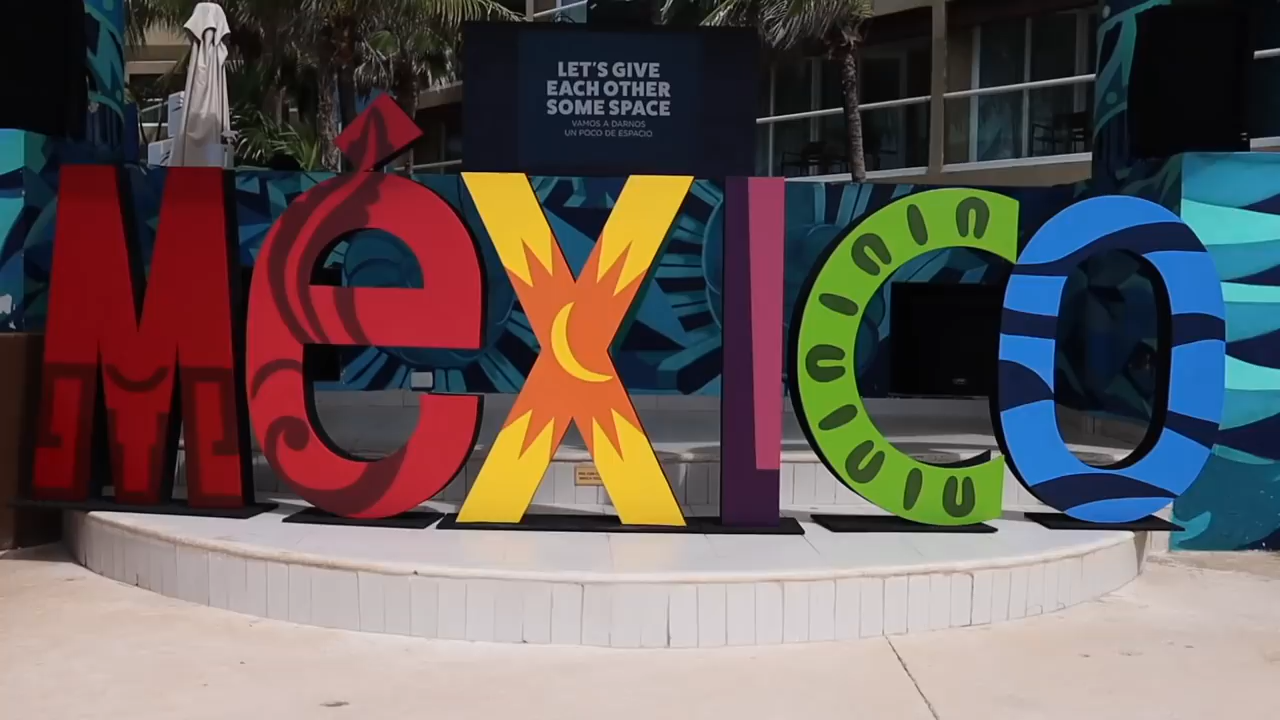 LET'S GIVE
EACH OTHER
SOME SPACE
VAMOS A DARNOS
UN POCO DE ESPACIO
MéXICO